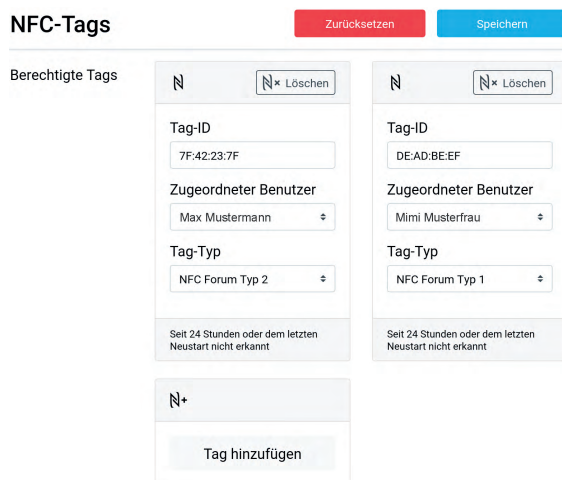 NFC-Tags
Zurücksetzen
Speichern
Berechtigte Tags
Löschen
Tag-ID
7F:42:23:7F
Zugeordneter Benutzer
Max Mustermann
Tag-Typ
NFC Forum Typ 2
Seit 24 Stunden oder dem letzten
Neustart nicht erkannt
Löschen
Tag-ID
DE:AD:BE:EF
Zugeordneter Benutzer
Mimi Musterfrau
Tag-Typ
NFC Forum Typ 1
Seit 24 Stunden oder dem letzten
Neustart nicht erkannt
Tag hinzufügen